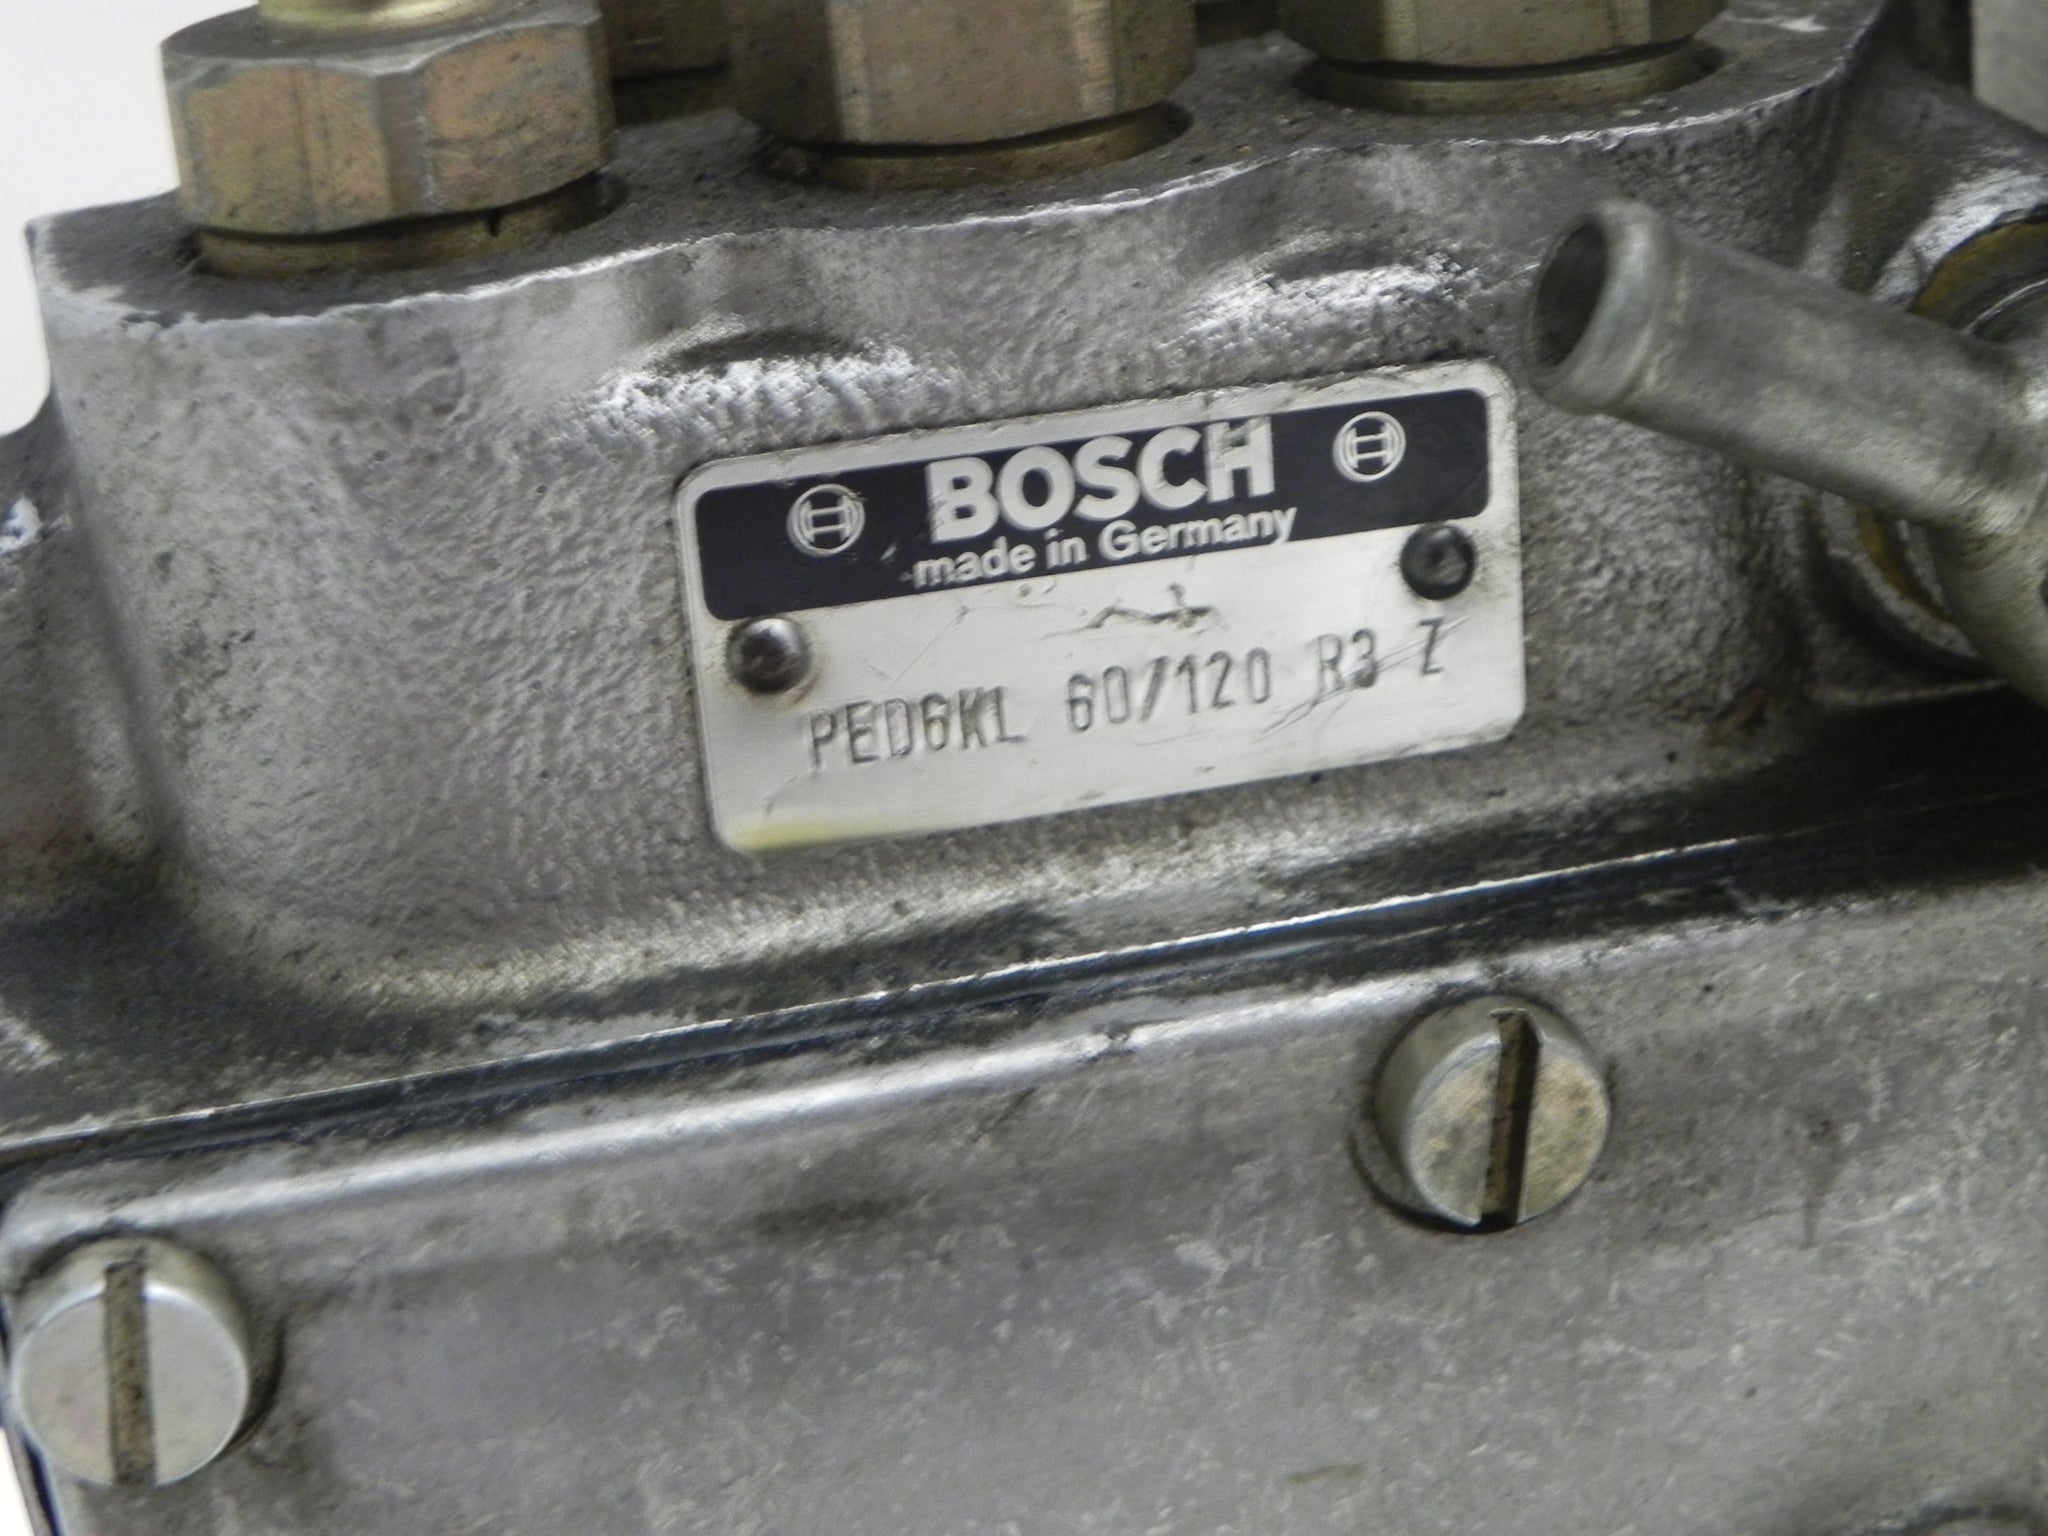 BOSCH
made in Germany
PED6KL 60/120 R3 Z